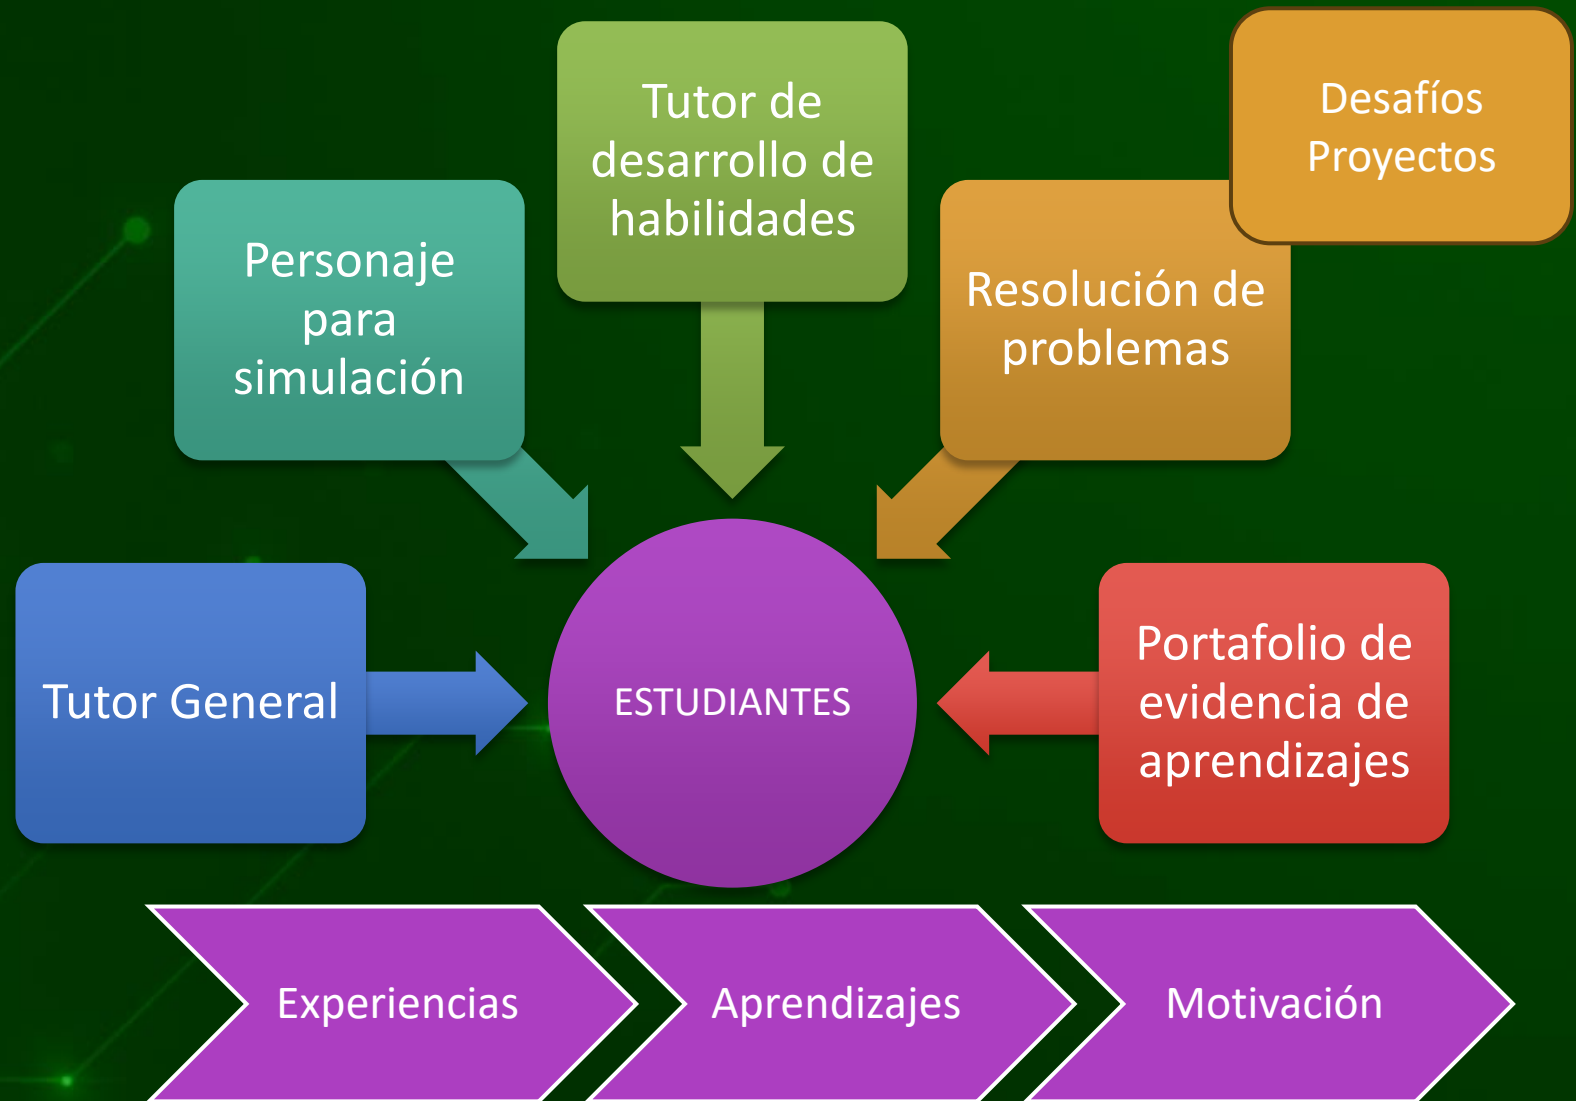 Tutor de
desarrollo de
habilidades
Desafíos
Proyectos
Personaje
para
simulación
Resolución de
problemas
Tutor General
ESTUDIANTES
Portafolio de
evidencia de
aprendizajes
Experiencias
Aprendizajes
Motivación